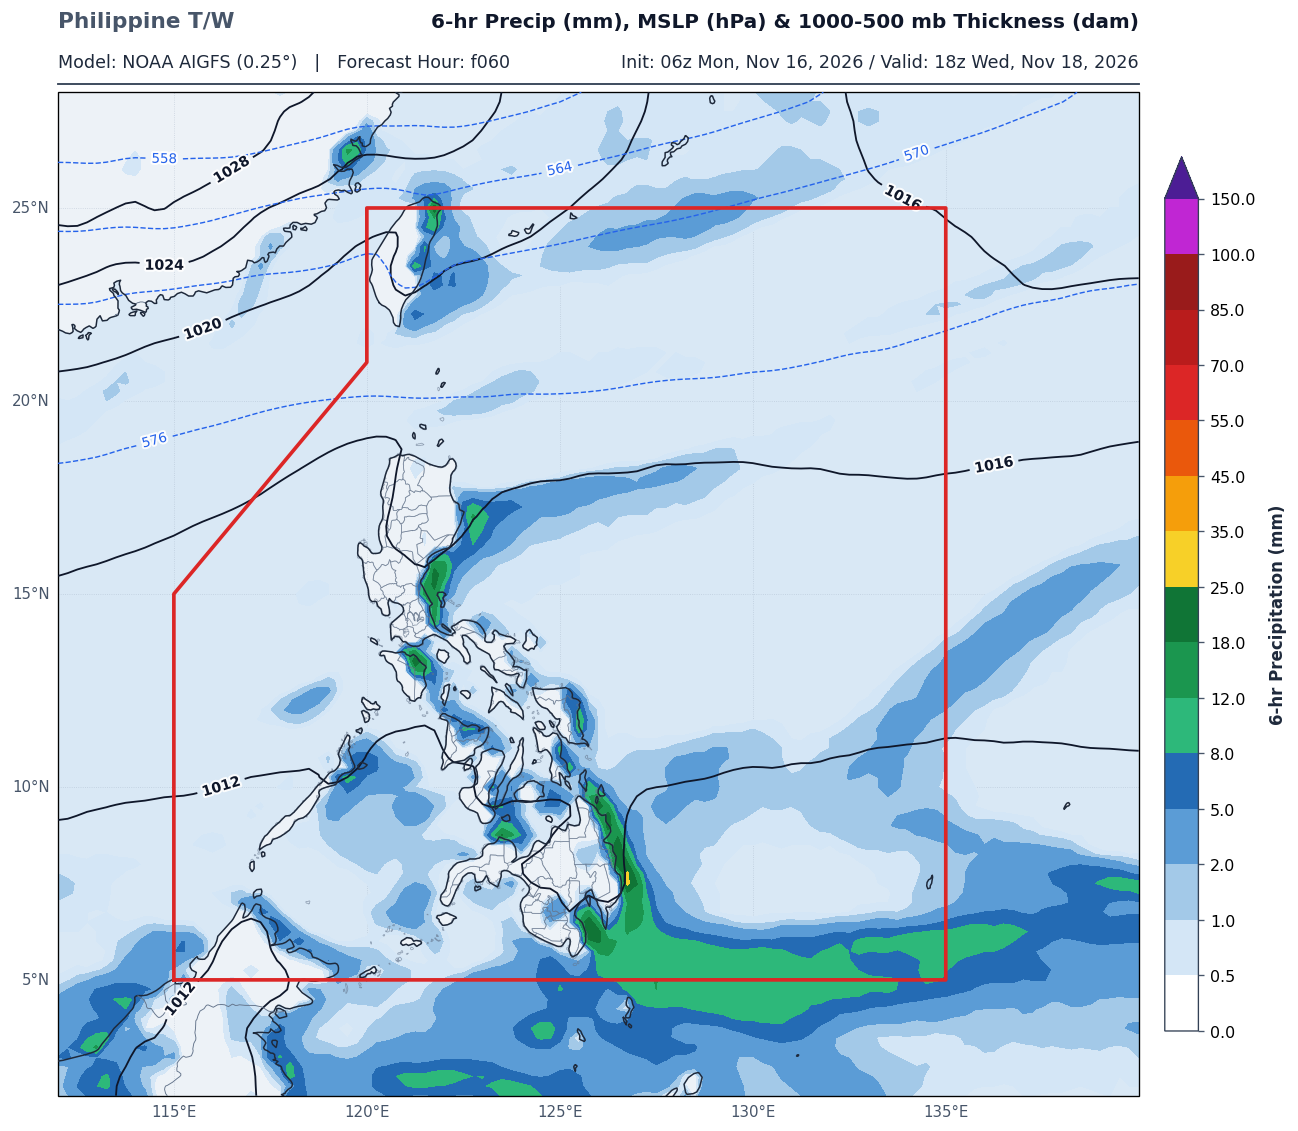 Philippine T/W
6-hr Precip (mm), MSLP (hPa) & 1000-500 mb Thickness (dam)
Model: NOAA AIGFS (0.25°) | Forecast Hour: f060
Init: 06z Mon, Nov 16, 2026 / Valid: 18z Wed, Nov 18, 2026
558
1028
564
570
1016
1024
1020
576
1016
1012
1012
25°N
20°N
15°N
10°N
5°N
115°E
120°E
125°E
130°E
135°E
150.0
100.0
85.0
70.0
55.0
45.0
35.0
25.0
18.0
12.0
8.0
5.0
2.0
1.0
0.5
0.0
6-hr Precipitation (mm)